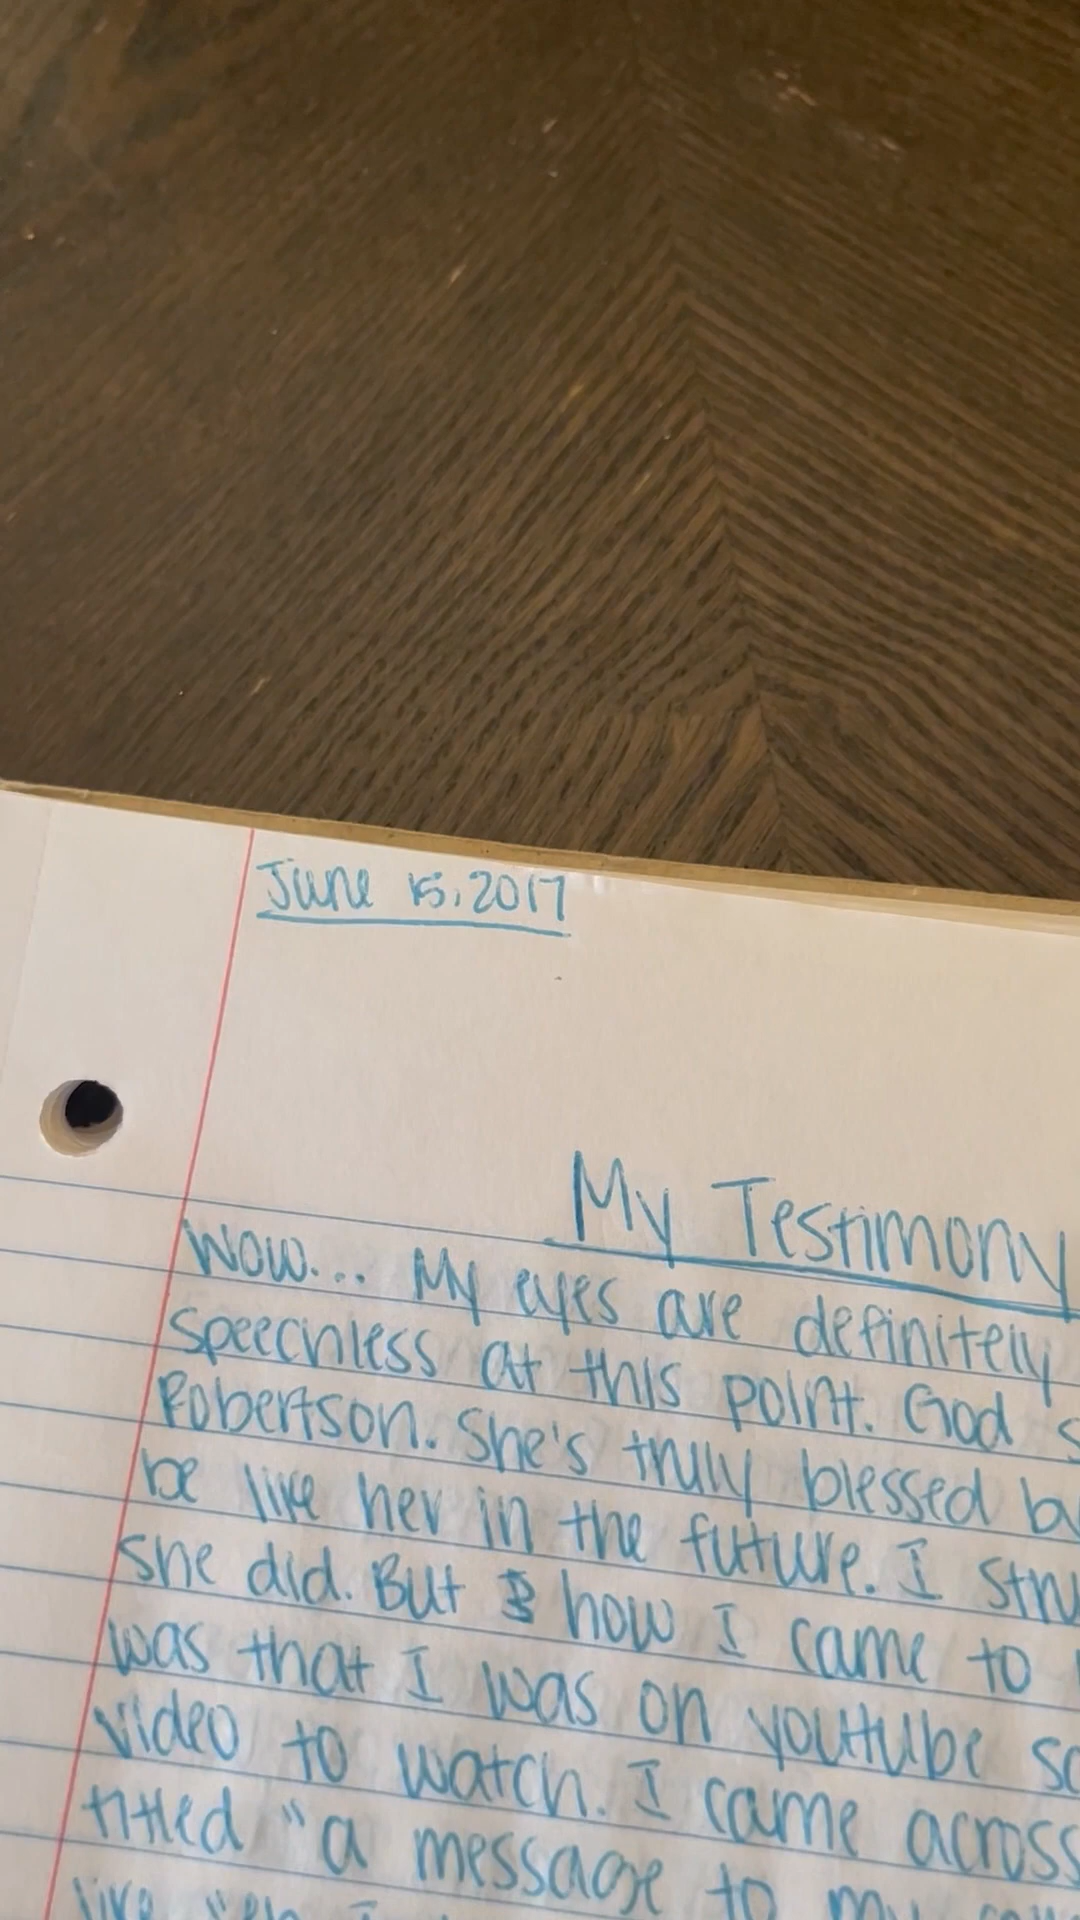 June 15, 2017
My Testimony
Wow... My eyes are definitely
speechless at this point. God
Robertson. She's truly blessed
be like her in the future. I
she did. But how I came to
was that I was on youtube
video to watch. I came across
titled "a message to my
like